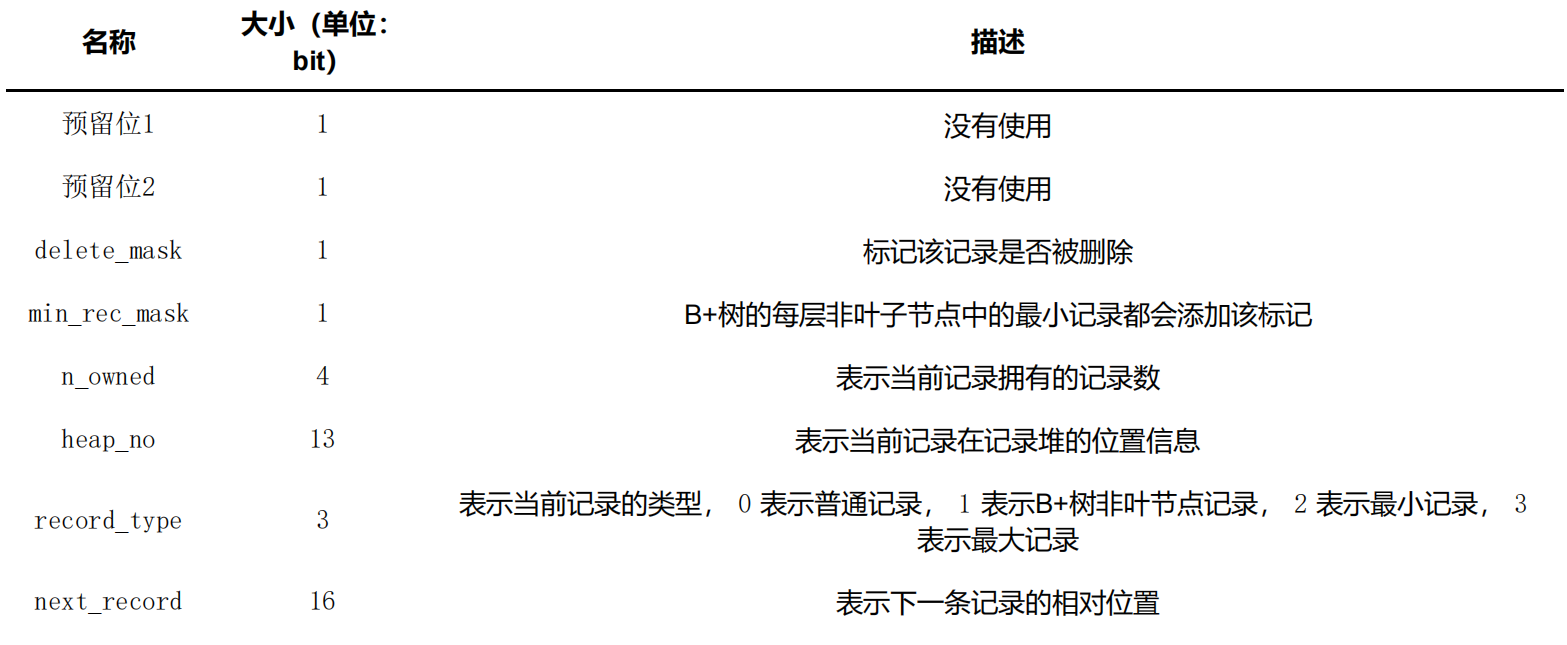 名称 大小（单位：bit） 描述
预留位1 1 没有使用
预留位2 1 没有使用
delete_mask 1 标记该记录是否被删除
min_rec_mask 1 B+树的每层非叶子节点中的最小记录都会添加该标记
n_owned 4 表示当前记录拥有的记录数
heap_no 13 表示当前记录在记录堆的位置信息
record_type 3 表示当前记录的类型， 0 表示普通记录， 1 表示B+树非叶节点记录， 2 表示最小记录， 3
表示最大记录
next_record 16 表示下一条记录的相对位置